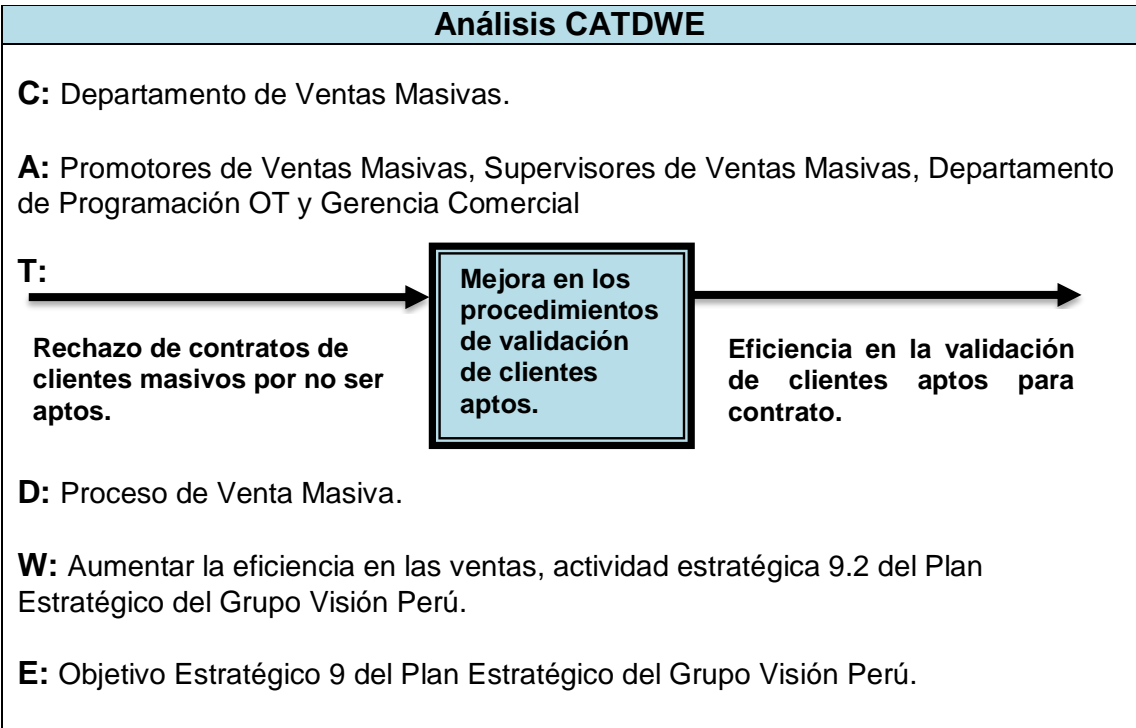 Análisis CATDWE
C: Departamento de Ventas Masivas.
A: Promotores de Ventas Masivas, Supervisores de Ventas Masivas, Departamento
de Programación OT y Gerencia Comercial
T:
Rechazo de contratos de
clientes masivos por no ser
aptos.
Mejora en los
procedimientos
de validación
de clientes
aptos.
Eficiencia en la validación
de clientes aptos para
contrato.
D: Proceso de Venta Masiva.
W: Aumentar la eficiencia en las ventas, actividad estratégica 9.2 del Plan
Estratégico del Grupo Visión Perú.
E: Objetivo Estratégico 9 del Plan Estratégico del Grupo Visión Perú.